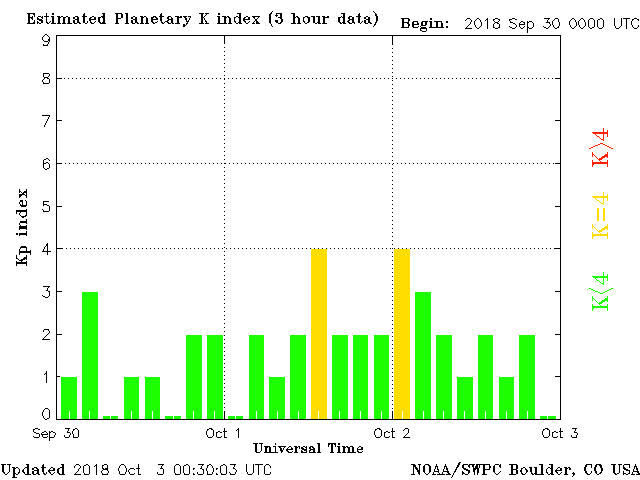 Estimated Planetary K index (3 hour data)
Begin: 2018 Sep 30 0000 UTC
9
8
7
6
5
4
3
2
1
0
Kp index
K>4
K=4
K<4
Sep 30
Oct 1
Oct 2
Oct 3
Universal Time
Updated 2018 Oct 3 00:30:03 UTC
NOAA/SWPC Boulder, CO USA